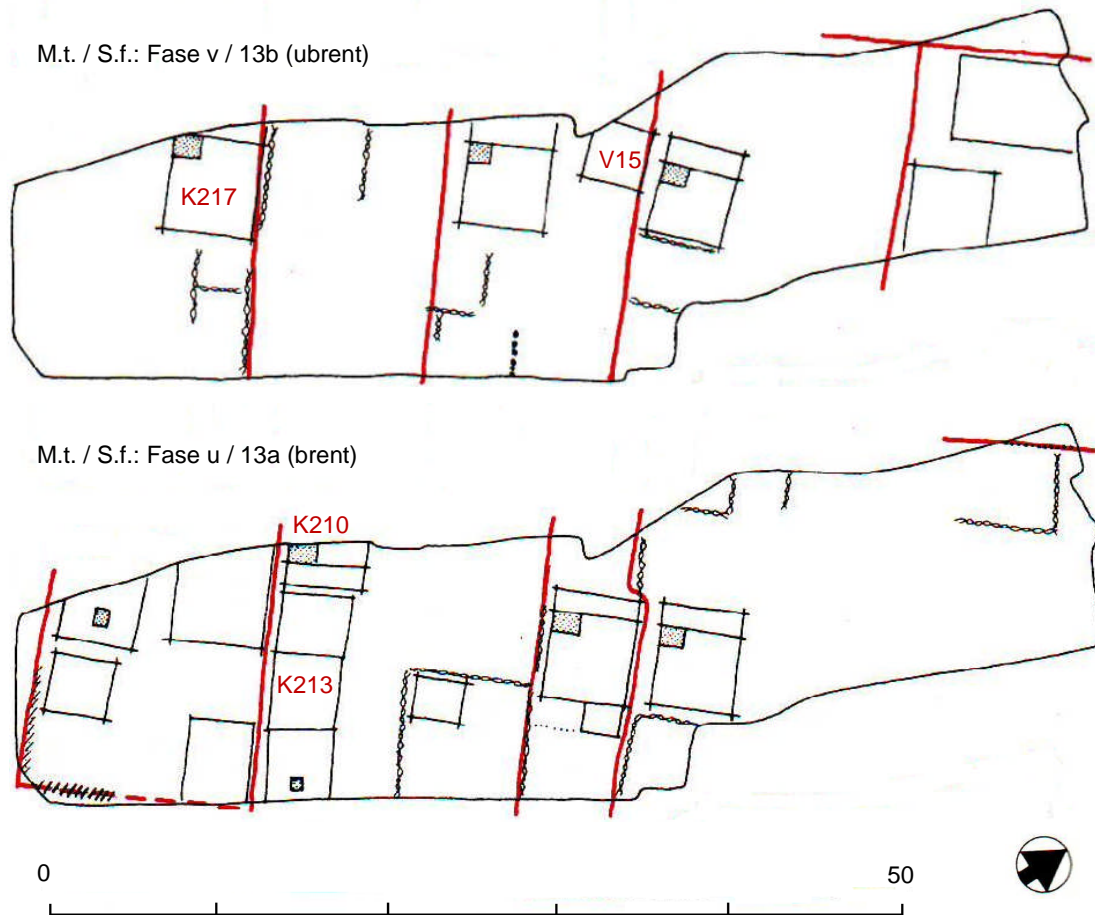 M.t. / S.f.: Fase v / 13b (ubrent)
K217
V15
M.t. / S.f.: Fase u / 13a (brent)
K210
K213
0
50